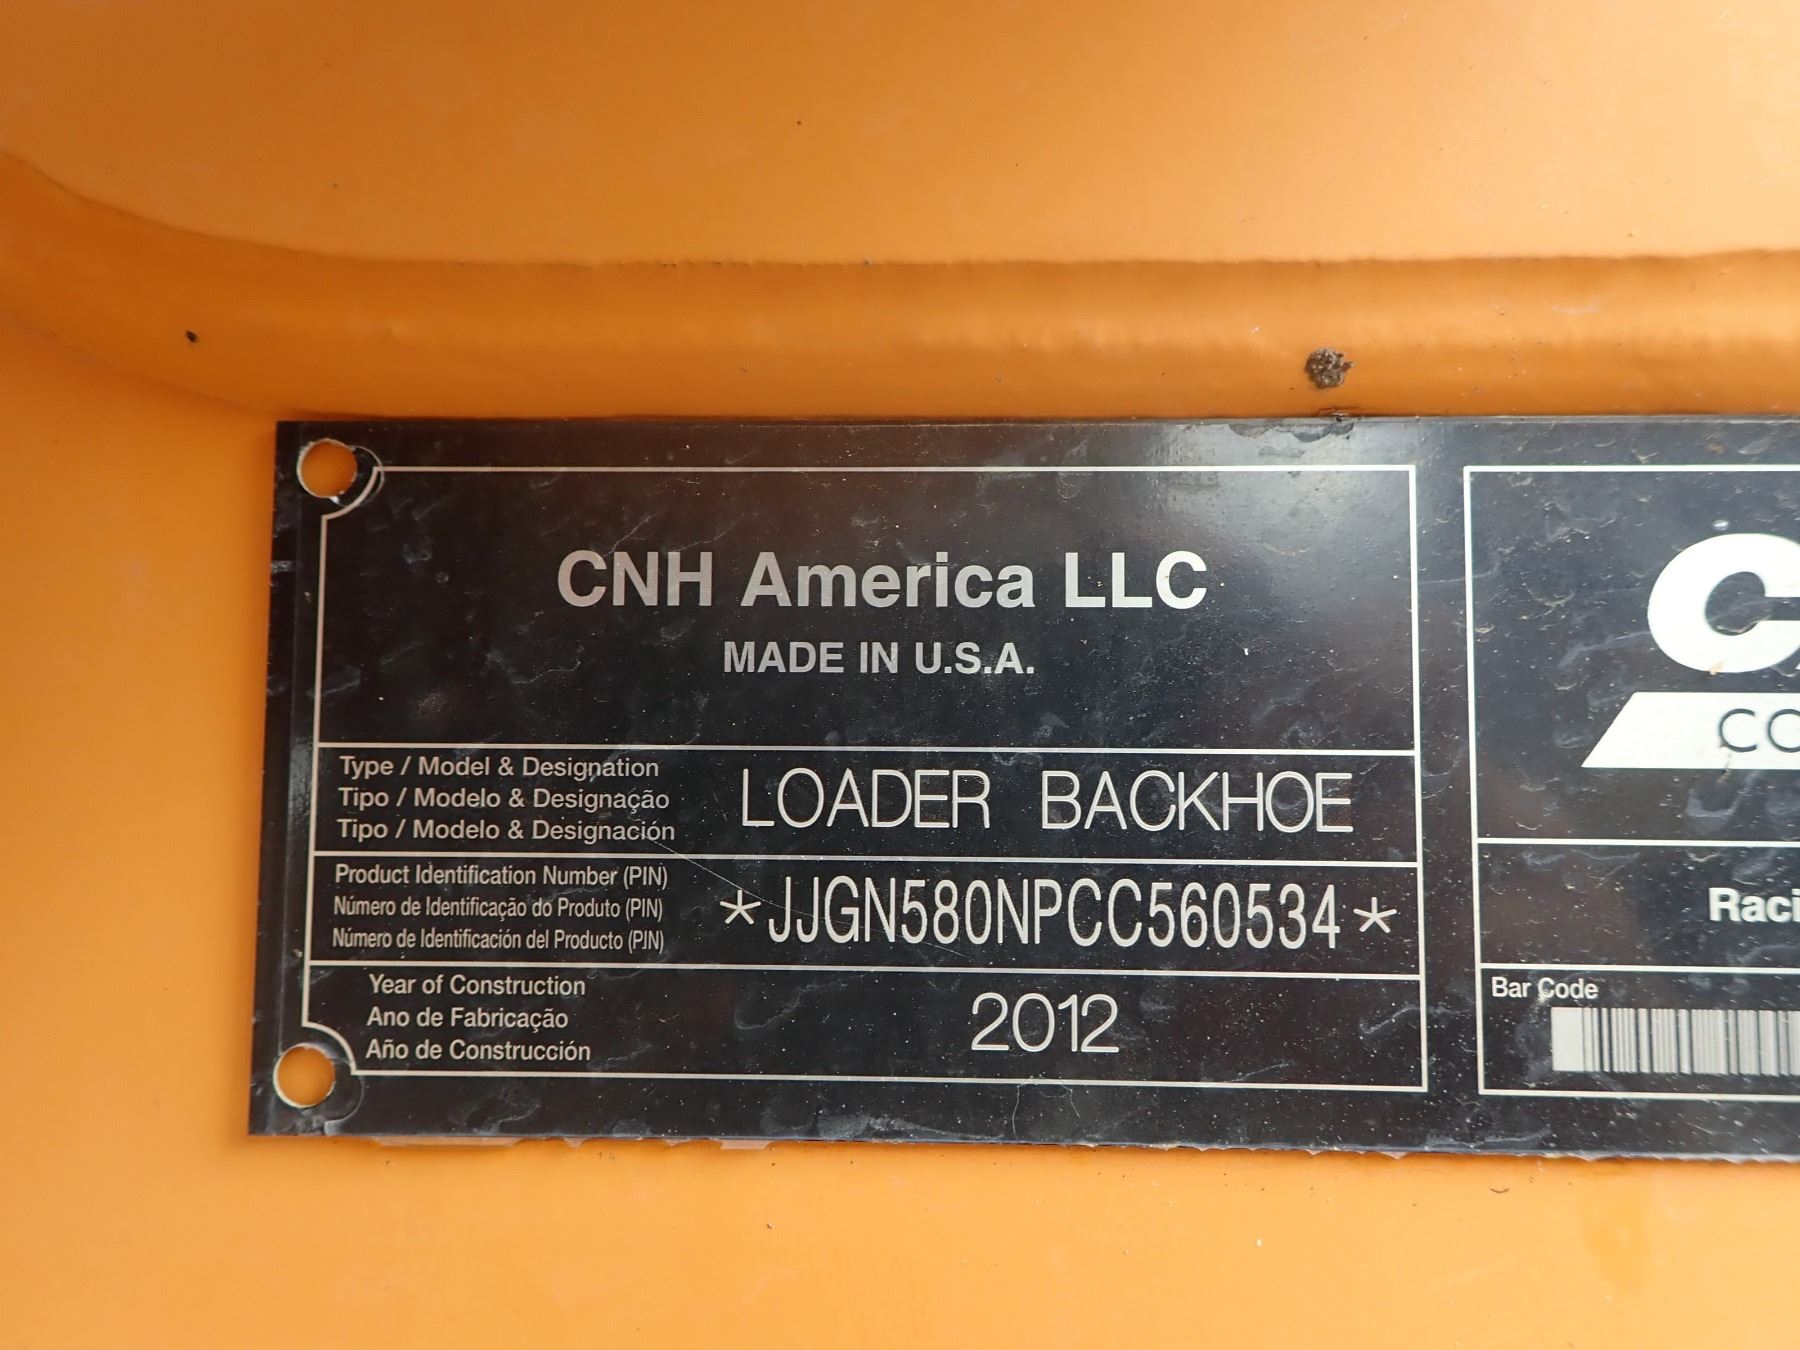 CNH America LLC
MADE IN U.S.A.
Type / Model & Designation
Tipo / Modelo & Designação
Tipo / Modelo & Designación
LOADER BACKHOE
Product Identification Number (PIN)
Número de Identificação do Produto (PIN)
Número de Identificación del Producto (PIN)
*JJGN580NPCC560534*
Year of Construction
Ano de Fabricação
Año de Construcción
2012
Bar Code